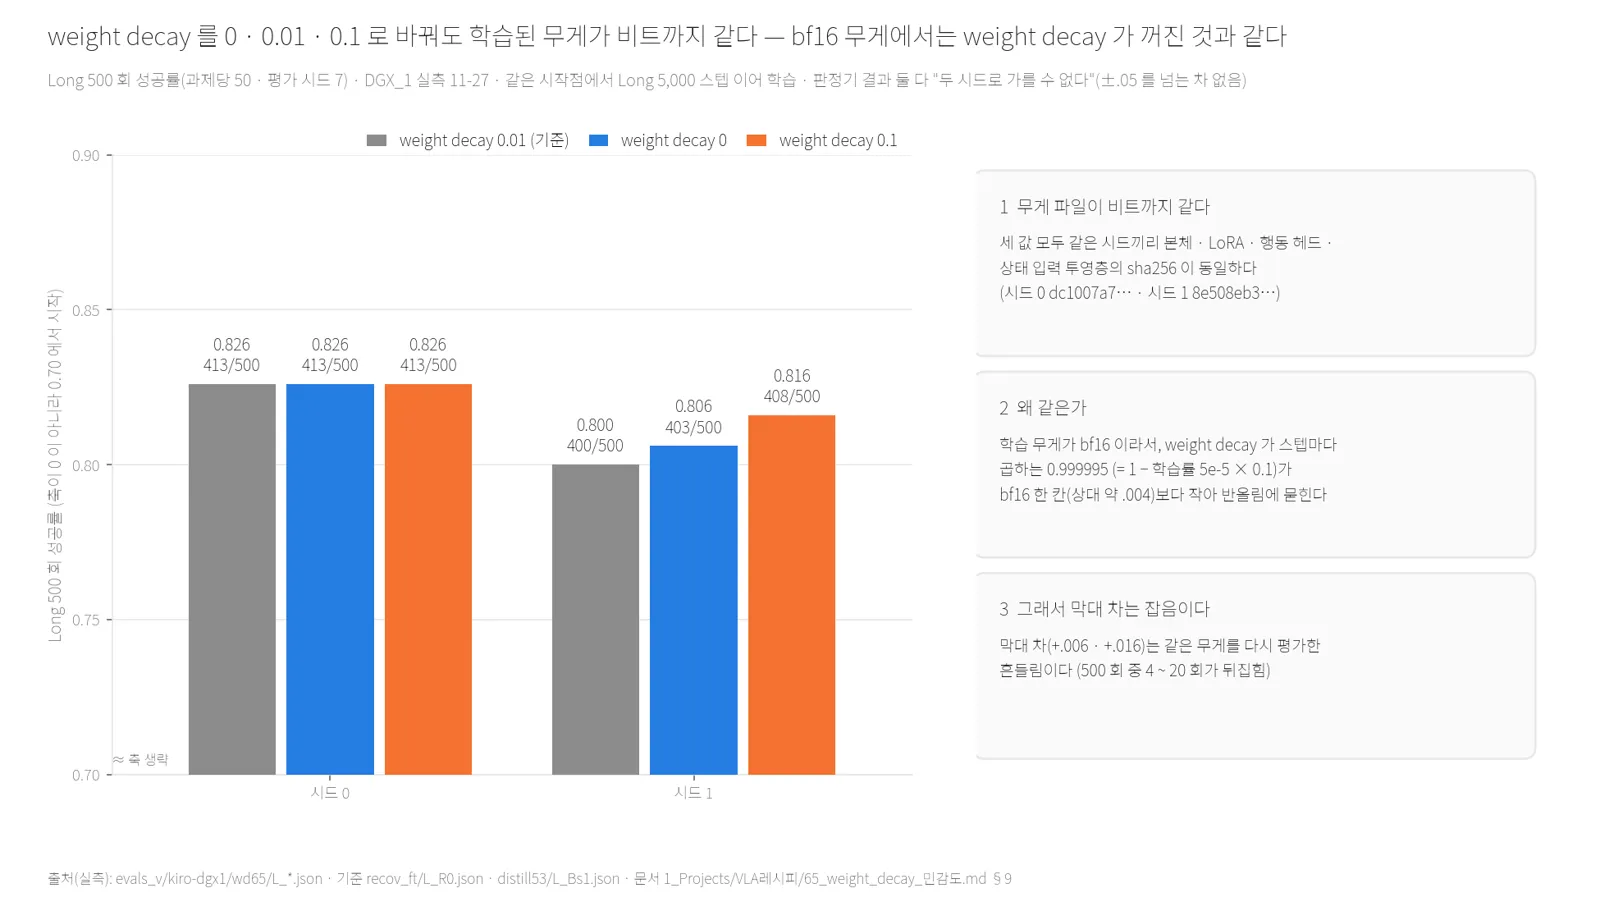 weight decay 를 0 · 0.01 · 0.1 로 바꿔도 학습된 무게가 비트까지 같다 — bf16 무게에서는 weight decay 가 꺼진 것과 같다
Long 500 회 성공률(과제당 50 · 평가 시드 7) · DGX_1 실측 11-27 · 같은 시작점에서 Long 5,000 스텝 이어 학습 · 판정기 결과 둘 다 "두 시드로 가를 수 없다"(±.05 를 넘는 차 없음)
weight decay 0.01 (기준)
weight decay 0
weight decay 0.1
Long 500 회 성공률 (축이 0 이 아니라 0.70 에서 시작)
0.90
0.85
0.80
0.75
0.70
≈ 축 생략
0.826
413/500
0.826
413/500
0.826
413/500
0.800
400/500
0.806
403/500
0.816
408/500
시드 0
시드 1
1 무게 파일이 비트까지 같다
세 값 모두 같은 시드끼리 본체 · LoRA · 행동 헤드 ·
상태 입력 투영층의 sha256 이 동일하다
(시드 0 dc1007a7… · 시드 1 8e508eb3…)
2 왜 같은가
학습 무게가 bf16 이라서, weight decay 가 스텝마다
곱하는 0.999995 (= 1 − 학습률 5e-5 × 0.1)가
bf16 한 칸(상대 약 .004)보다 작아 반올림에 묻힌다
3 그래서 막대 차는 잡음이다
막대 차(+.006 · +.016)는 같은 무게를 다시 평가한
흔들림이다 (500 회 중 4 ~ 20 회가 뒤집힘)
출처(실측): evals_v/kiro-dgx1/wd65/L_*.json · 기준 recov_ft/L_R0.json · distill53/L_Bs1.json · 문서 1_Projects/VLA레시피/65_weight_decay_민감도.md §9